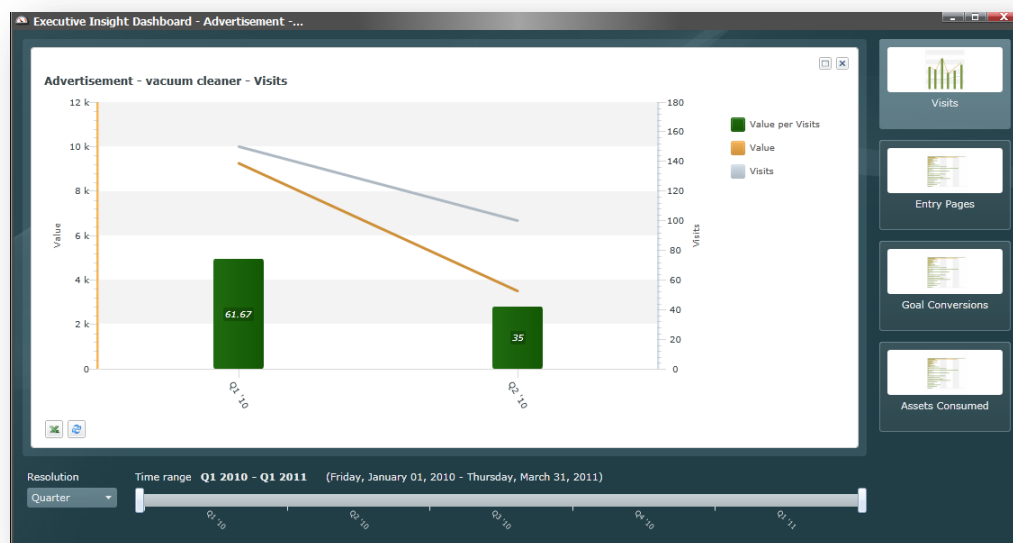 Executive Insight Dashboard - Advertisement -...
Advertisement - vacuum cleaner - Visits
12 k
10 k
8 k
6 k
4 k
2 k
0
Value
61.67
35
Q1 '10
Q2 '10
180
160
140
120
100
80
60
40
20
0
Visits
Value per Visits
Value
Visits
Visits
Entry Pages
Goal Conversions
Assets Consumed
Resolution
Quarter
Time range Q1 2010 - Q1 2011 (Friday, January 01, 2010 - Thursday, March 31, 2011)
Q1 '10
Q2 '10
Q3 '10
Q4 '10
Q1 '11